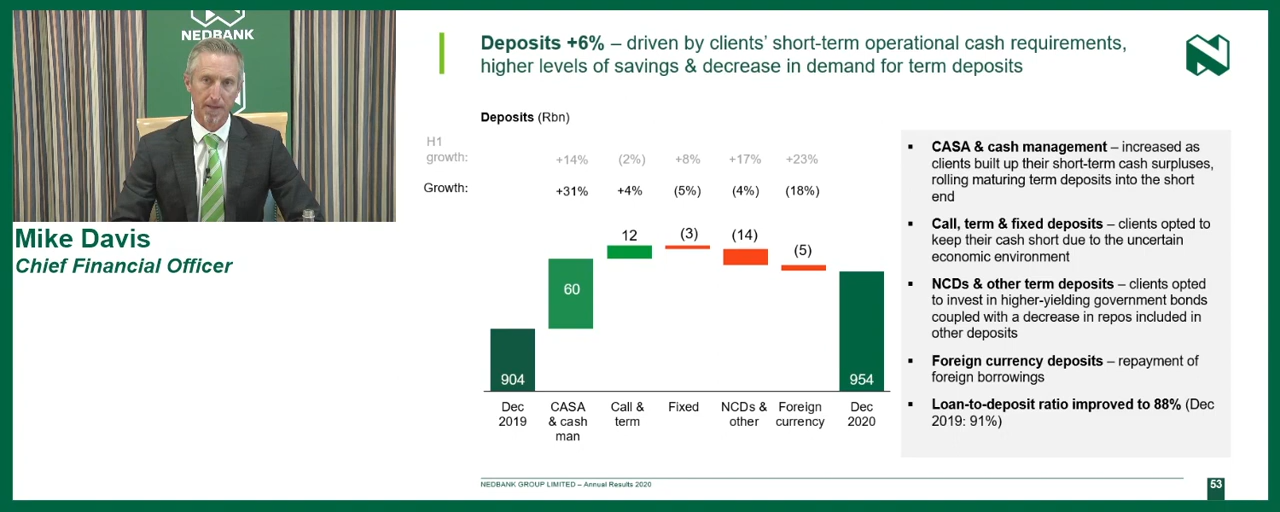 NEDBANK
Mike Davis
Chief Financial Officer
Deposits +6% – driven by clients' short-term operational cash requirements,
higher levels of savings & decrease in demand for term deposits
Deposits (Rbn)
H1
growth:
+14% (2%) +8% +17% +23%
Growth:
+31% +4% (5%) (4%) (18%)
12 (3) (14) (5)
60
904 954
Dec
2019
CASA
& cash
man
Call &
term
Fixed
NCDs &
other
Foreign
currency
Dec
2020
▪ CASA & cash management – increased as
clients built up their short-term cash surpluses,
rolling maturing term deposits into the short
end
▪ Call, term & fixed deposits – clients opted to
keep their cash short due to the uncertain
economic environment
▪ NCDs & other term deposits – clients opted
to invest in higher-yielding government bonds
coupled with a decrease in repos included in
other deposits
▪ Foreign currency deposits – repayment of
foreign borrowings
▪ Loan-to-deposit ratio improved to 88% (Dec
2019: 91%)
NEDBANK GROUP LIMITED – Annual Results 2020
53